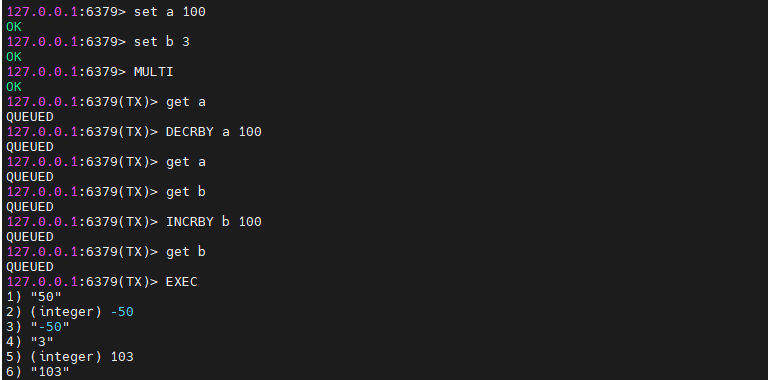 127.0.0.1:6379> set a 100
OK
127.0.0.1:6379> set b 3
OK
127.0.0.1:6379> MULTI
OK
127.0.0.1:6379(TX)> get a
QUEUED
127.0.0.1:6379(TX)> DECRBY a 100
QUEUED
127.0.0.1:6379(TX)> get a
QUEUED
127.0.0.1:6379(TX)> get b
QUEUED
127.0.0.1:6379(TX)> INCRBY b 100
QUEUED
127.0.0.1:6379(TX)> get b
QUEUED
127.0.0.1:6379(TX)> EXEC
1) "50"
2) (integer) -50
3) "-50"
4) "3"
5) (integer) 103
6) "103"